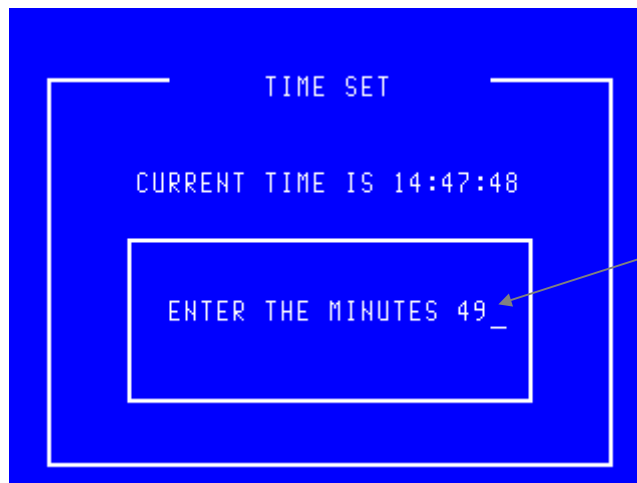 TIME SET
CURRENT TIME IS 14:47:48
ENTER THE MINUTES 49_